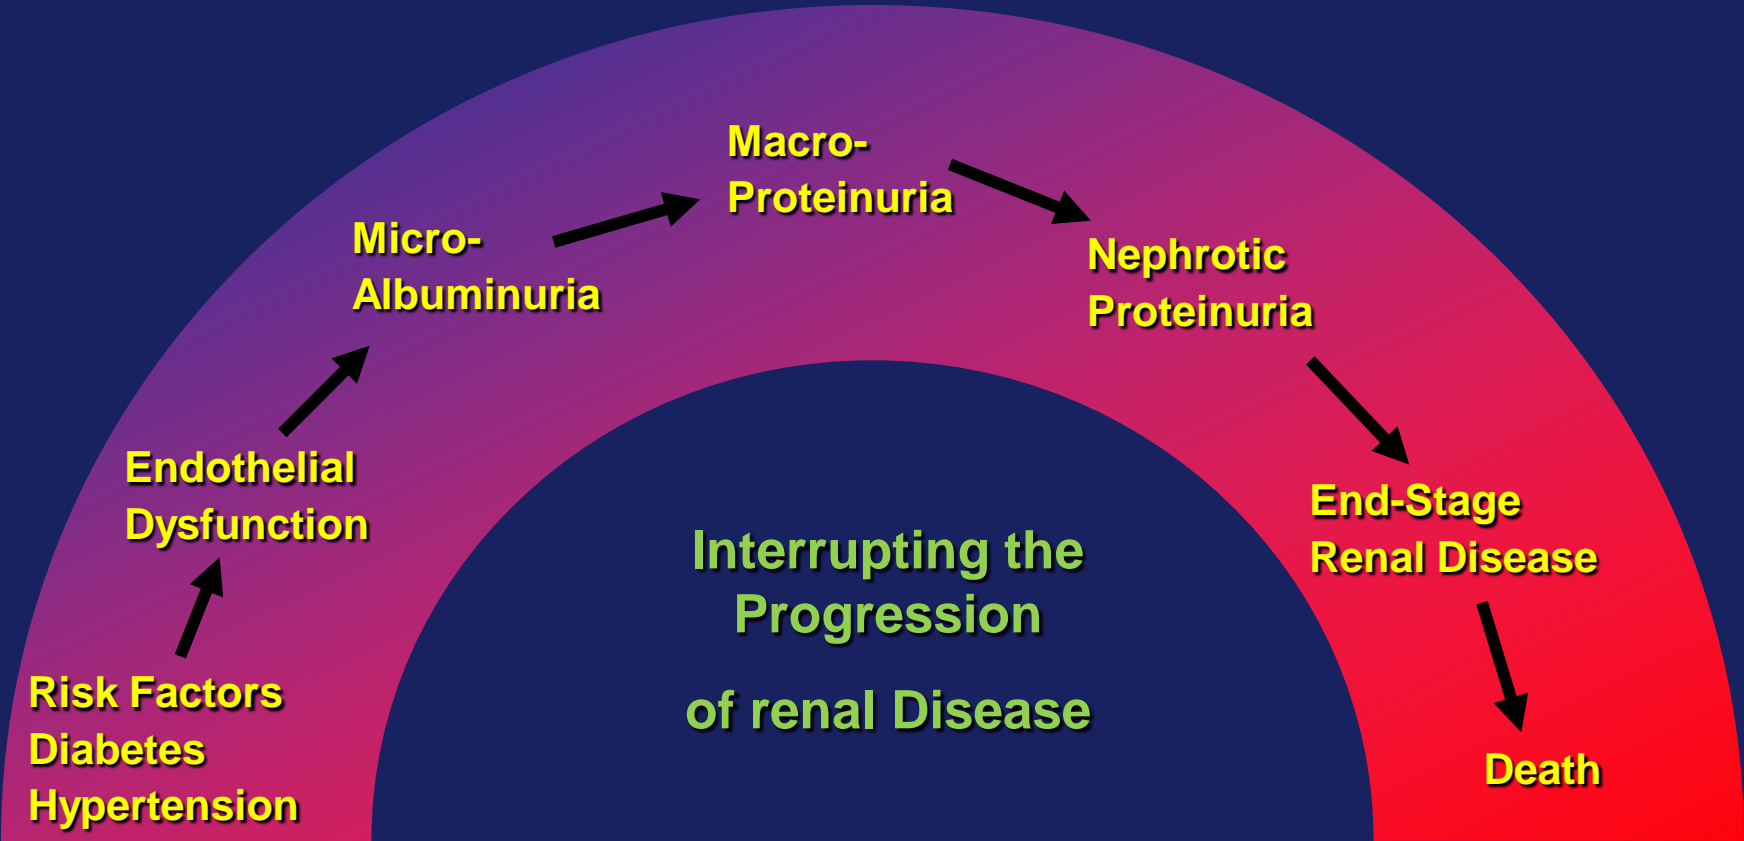 Risk Factors
Diabetes
Hypertension
Endothelial
Dysfunction
Micro-
Albuminuria
Macro-
Proteinuria
Nephrotic
Proteinuria
End-Stage
Renal Disease
Death
Interrupting the
Progression
of renal Disease